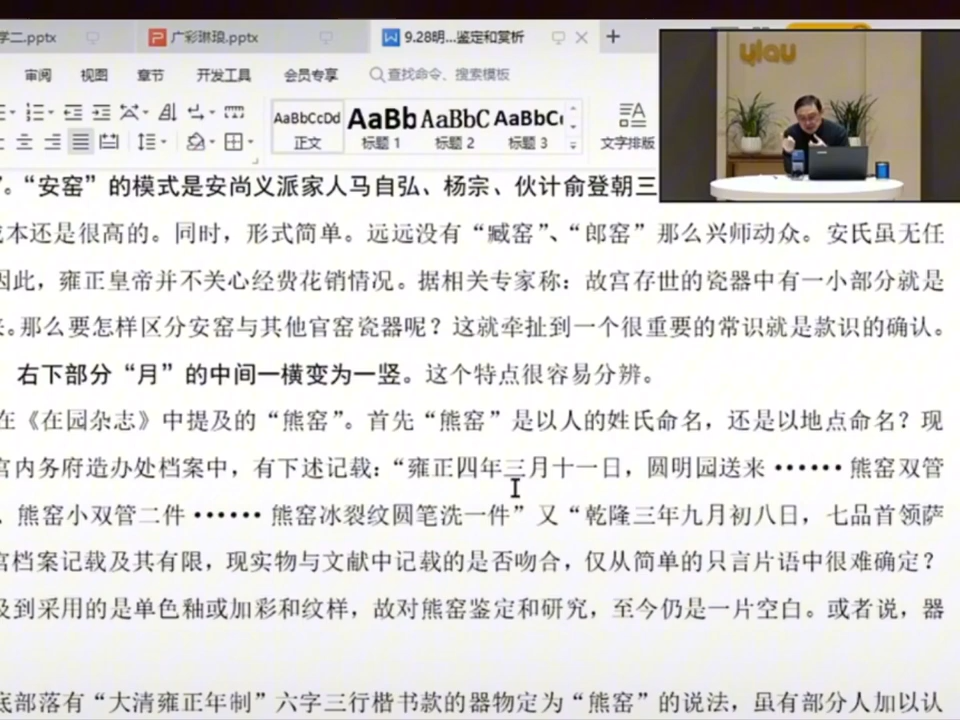 学二.pptx 广彩琳琅.pptx 9.28明...鉴定和赏析
yiqu
审阅 视图 章节 开发工具 会员专享 查找命令、搜索模板
AaBbCcDd AaBb AaBbC AaBbC
正文 标题 1 标题 2 标题 3 文字排版
”。“安窑”的模式是安尚义派家人马自弘、杨宗、伙计俞登朝三
成本还是很高的。同时，形式简单。远远没有“臧窑”、“郎窑”那么兴师动众。安氏虽无任
因此，雍正皇帝并不关心经费花销情况。据相关专家称：故宫存世的瓷器中有一小部分就是
来。那么要怎样区分安窑与其他官窑瓷器呢？这就牵扯到一个很重要的常识就是款识的确认。
右下部分“月”的中间一横变为一竖。这个特点很容易分辨。
在《在园杂志》中提及的“熊窑”。首先“熊窑”是以人的姓氏命名，还是以地点命名？现
宫内务府造办处档案中，有下述记载：“雍正四年三月十一日，圆明园送来 •••••• 熊窑双管
、熊窑小双管二件 •••••• 熊窑冰裂纹圆笔洗一件”又“乾隆三年九月初八日，七品首领萨
宫档案记载及其有限，现实物与文献中记载的是否吻合，仅从简单的只言片语中很难确定？
及到采用的是单色釉或加彩和纹样，故对熊窑鉴定和研究，至今仍是一片空白。或者说，器
底部落有“大清雍正年制”六字三行楷书款的器物定为“熊窑”的说法，虽有部分人加以认